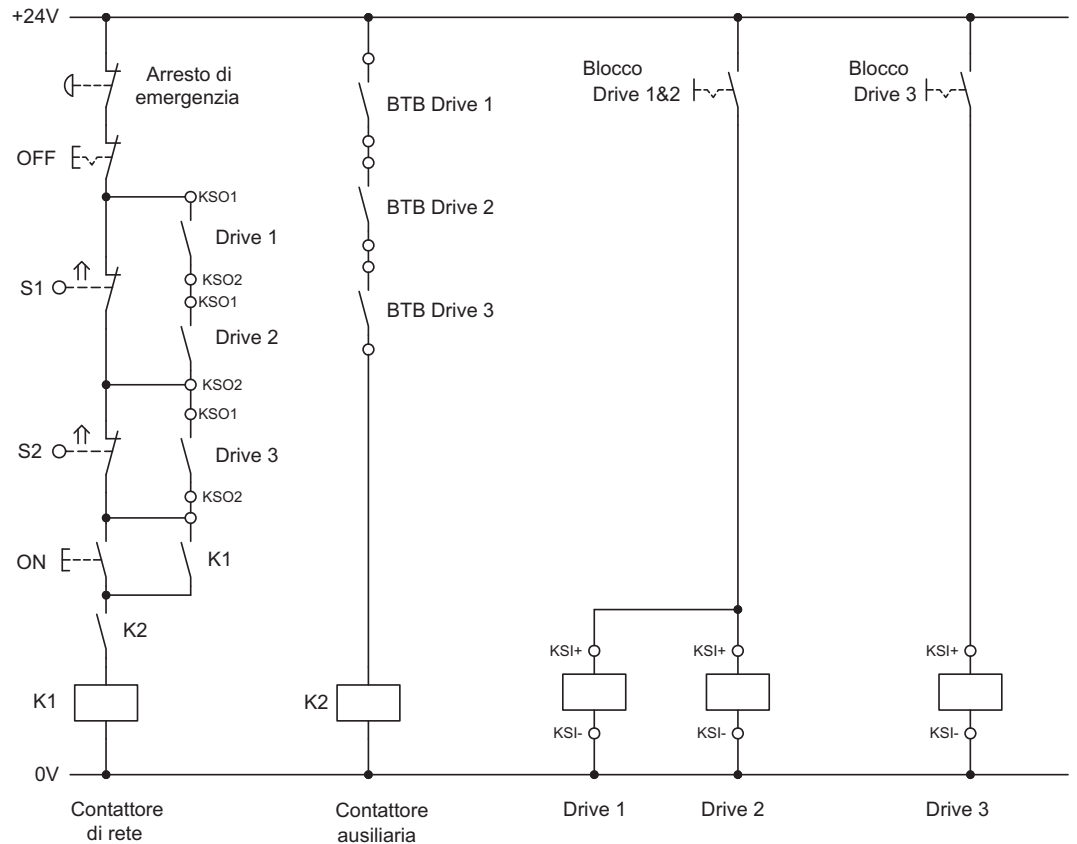 +24V
Arresto di
emergenzia
OFF
KSO1
Drive 1
S1
KSO2
KSO1
Drive 2
KSO2
KSO1
S2
Drive 3
KSO2
ON
K1
K2
K1
0V
Contattore
di rete
BTB Drive 1
BTB Drive 2
BTB Drive 3
K2
Contattore
ausiliaria
Blocco
Drive 1&2
KSI+
KSI+
KSI-
KSI-
Drive 1
Drive 2
Blocco
Drive 3
KSI+
KSI-
Drive 3